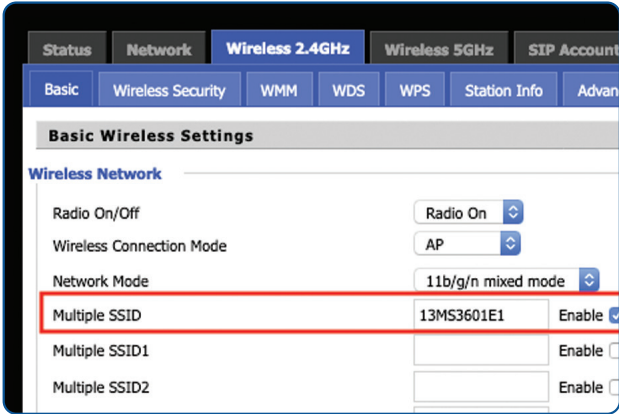 Status Network Wireless 2.4GHz Wireless 5GHz SIP Account
Basic Wireless Security WMM WDS WPS Station Info Advan
Basic Wireless Settings
Wireless Network
Radio On/Off Radio On
Wireless Connection Mode AP
Network Mode 11b/g/n mixed mode
Multiple SSID 13MS3601E1 Enable
Multiple SSID1 Enable
Multiple SSID2 Enable